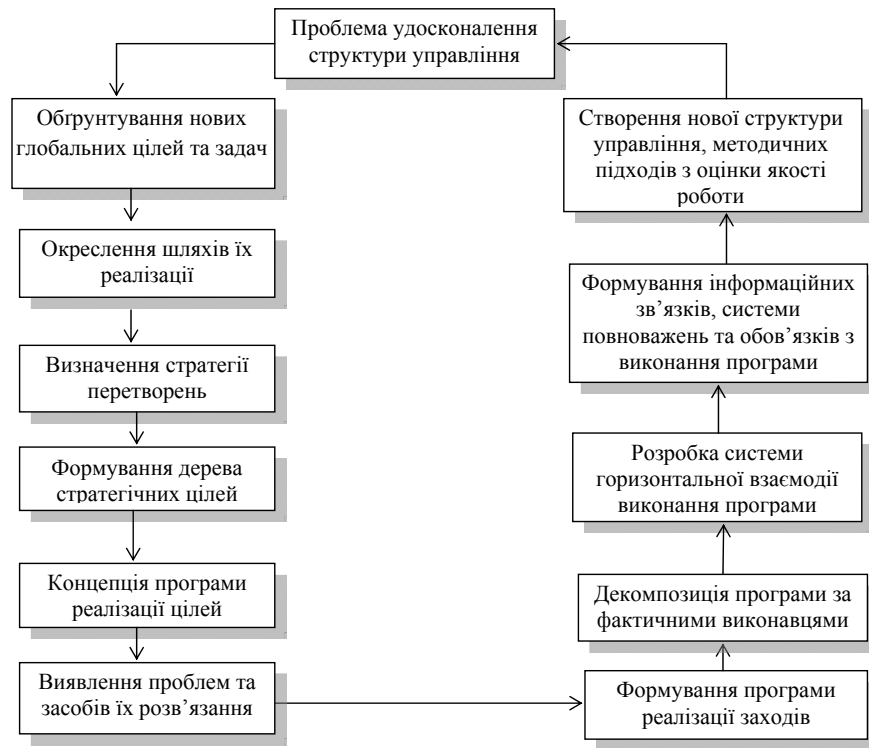 Проблема удосконалення
структури управління
Обґрунтування нових
глобальних цілей та задач
Окреслення шляхів їх
реалізації
Визначення стратегії
перетворень
Формування дерева
стратегічних цілей
Концепція програми
реалізації цілей
Виявлення проблем та
засобів їх розв’язання
Формування програми
реалізації заходів
Декомпозиція програми за
фактичними виконавцями
Розробка системи
горизонтальної взаємодії
виконання програми
Формування інформаційних
зв’язків, системи
повноважень та обов’язків з
виконання програми
Створення нової структури
управління, методичних
підходів з оцінки якості
роботи